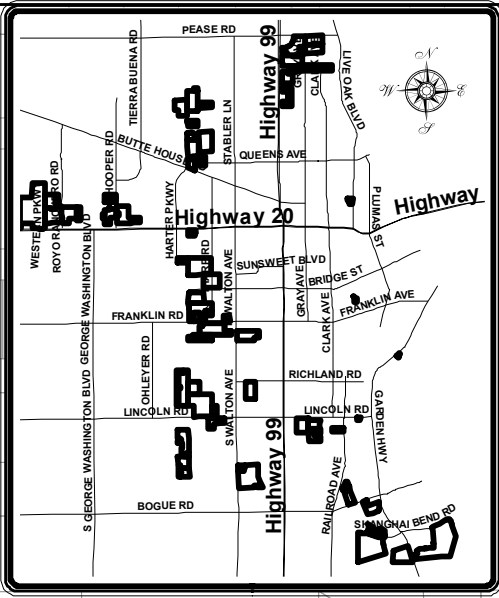 PEASE RD
Highway 99
TIERRA BUENA RD
CLARK
LIVE OAK BLVD
N
W
E
S
STABLER LN
BUTTE HOUS
QUEENS AVE
HOOPER RD
HARTER PKWY
WESTERN PKWY
PLUMAS ST
Highway
Highway 20
S GEORGE WASHINGTON BLVD GEORGE WASHINGTON BLVD
SUNSWEET BLVD
WALTON AVE
GRAY AVE
BRIDGE ST
CLARK AVE
FRANKLIN AVE
FRANKLIN RD
OHLEYER RD
RICHLAND RD
S WALTON AVE
LINCOLN RD
LINCOLN RD
GARDEN HWY
Highway 99
RAILROAD AVE
BOGUE RD
SHANGHAI BEND RD